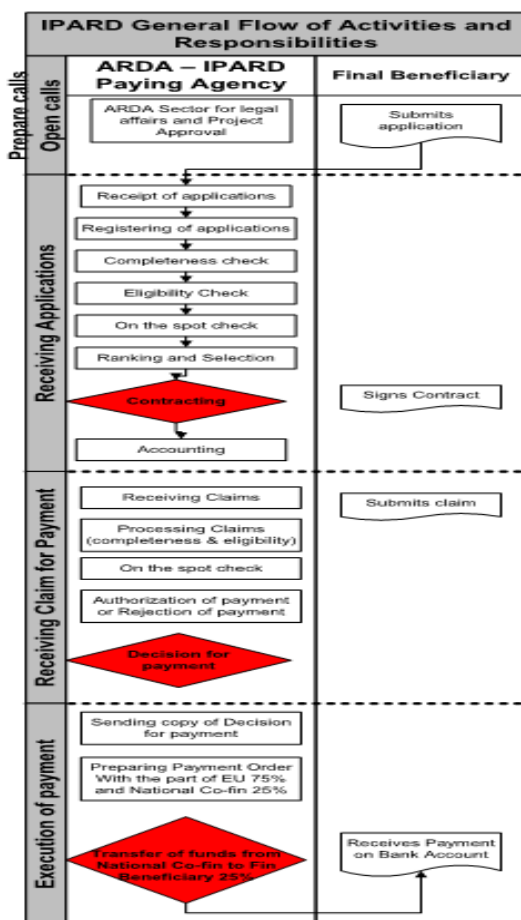 IPARD General Flow of Activities and
Responsibilities
ARDA – IPARD
Paying Agency
Final Beneficiary
Prepare calls
Open calls
ARDA Sector for legal
affairs and Project
Approval
Submits
application
Receiving Applications
Receipt of applications
Registering of applications
Completeness check
Eligibility Check
On the spot check
Ranking and Selection
Contracting
Signs Contract
Accounting
Receiving Claim for Payment
Receiving Claims
Submits claim
Processing Claims
(completeness & eligibility)
On the spot check
Authorization of payment
or Rejection of payment
Decision for
payment
Execution of payment
Sending copy of Decision
for payment
Preparing Payment Order
With the part of EU 75%
and National Co-fin 25%
Transfer of funds from
National Co-fin to Fin
Beneficiary 25%
Receives Payment
on Bank Account